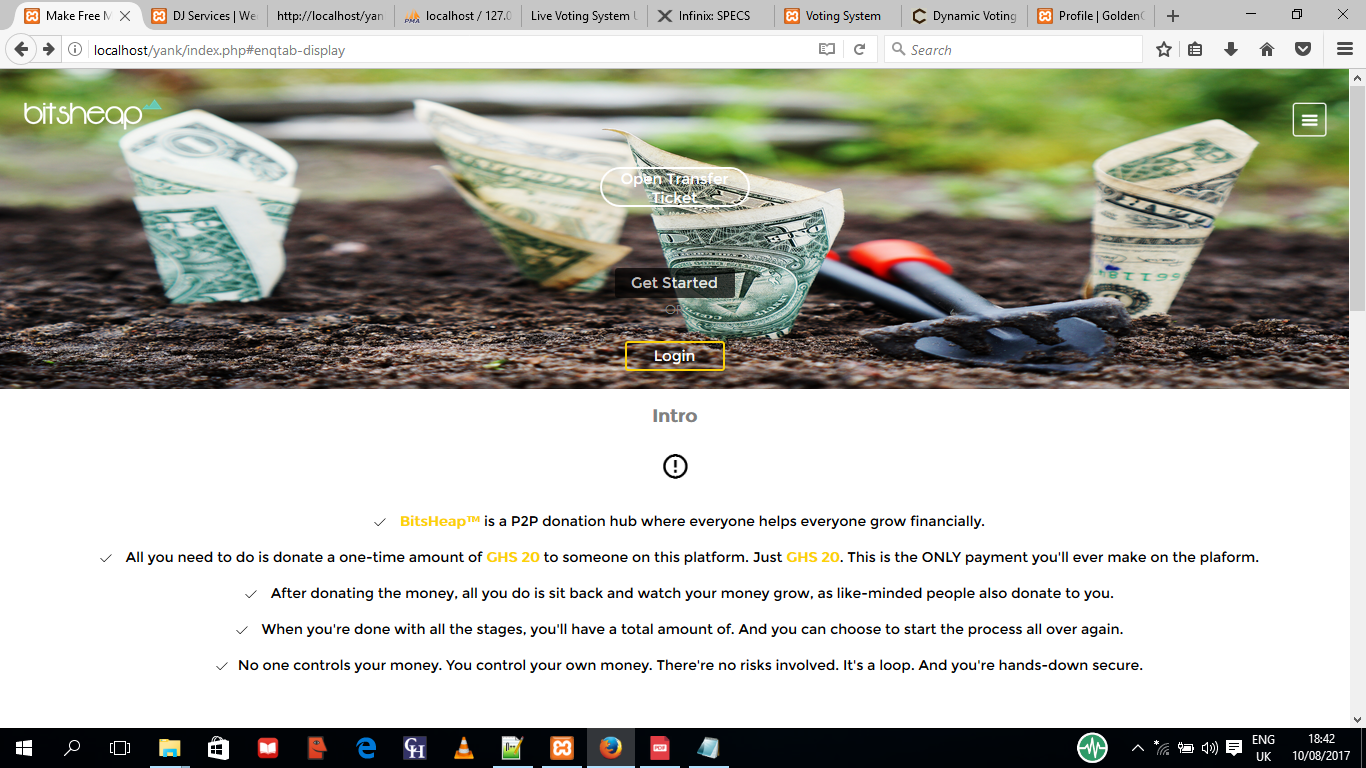 Make Free M
DJ Services | We
http://localhost/yan
localhost / 127.0
Live Voting System U
Infinix: SPECS
Voting System
Dynamic Voting
Profile | GoldenC
localhost/yank/index.php#enqtab-display
Search
bitsheap
Open Transfer
Ticket
Get Started
OR
Login
Intro
BitsHeap™ is a P2P donation hub where everyone helps everyone grow financially.
All you need to do is donate a one-time amount of GHS 20 to someone on this platform. Just GHS 20. This is the ONLY payment you'll ever make on the plaform.
After donating the money, all you do is sit back and watch your money grow, as like-minded people also donate to you.
When you're done with all the stages, you'll have a total amount of. And you can choose to start the process all over again.
No one controls your money. You control your own money. There're no risks involved. It's a loop. And you're hands-down secure.
ENG
UK
18:42
10/08/2017